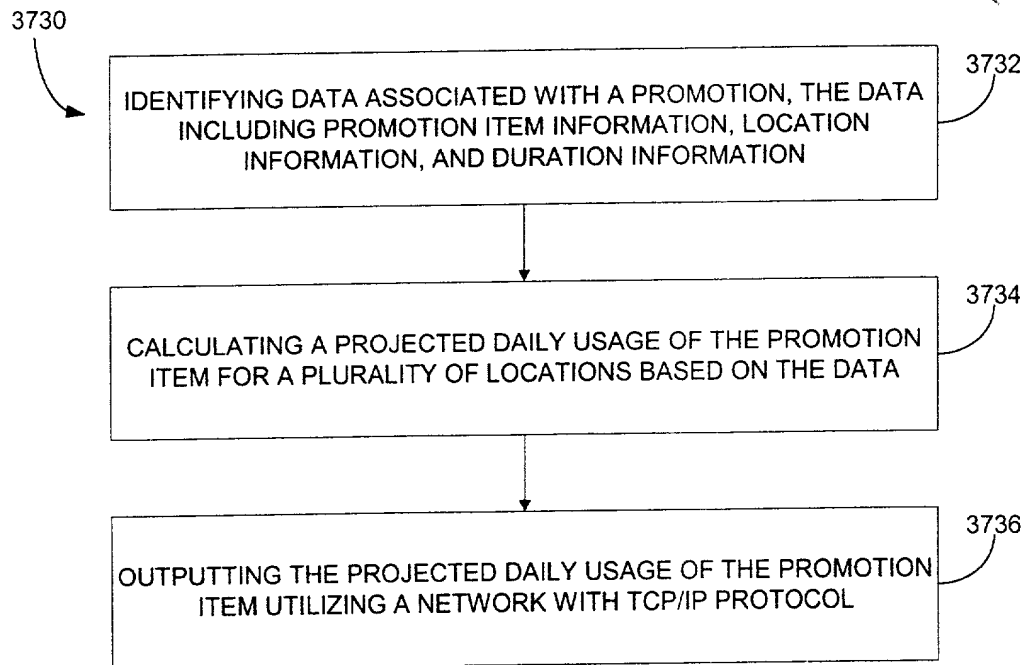 3730
3732
IDENTIFYING DATA ASSOCIATED WITH A PROMOTION, THE DATA
INCLUDING PROMOTION ITEM INFORMATION, LOCATION
INFORMATION, AND DURATION INFORMATION
3734
CALCULATING A PROJECTED DAILY USAGE OF THE PROMOTION
ITEM FOR A PLURALITY OF LOCATIONS BASED ON THE DATA
3736
OUTPUTTING THE PROJECTED DAILY USAGE OF THE PROMOTION
ITEM UTILIZING A NETWORK WITH TCP/IP PROTOCOL